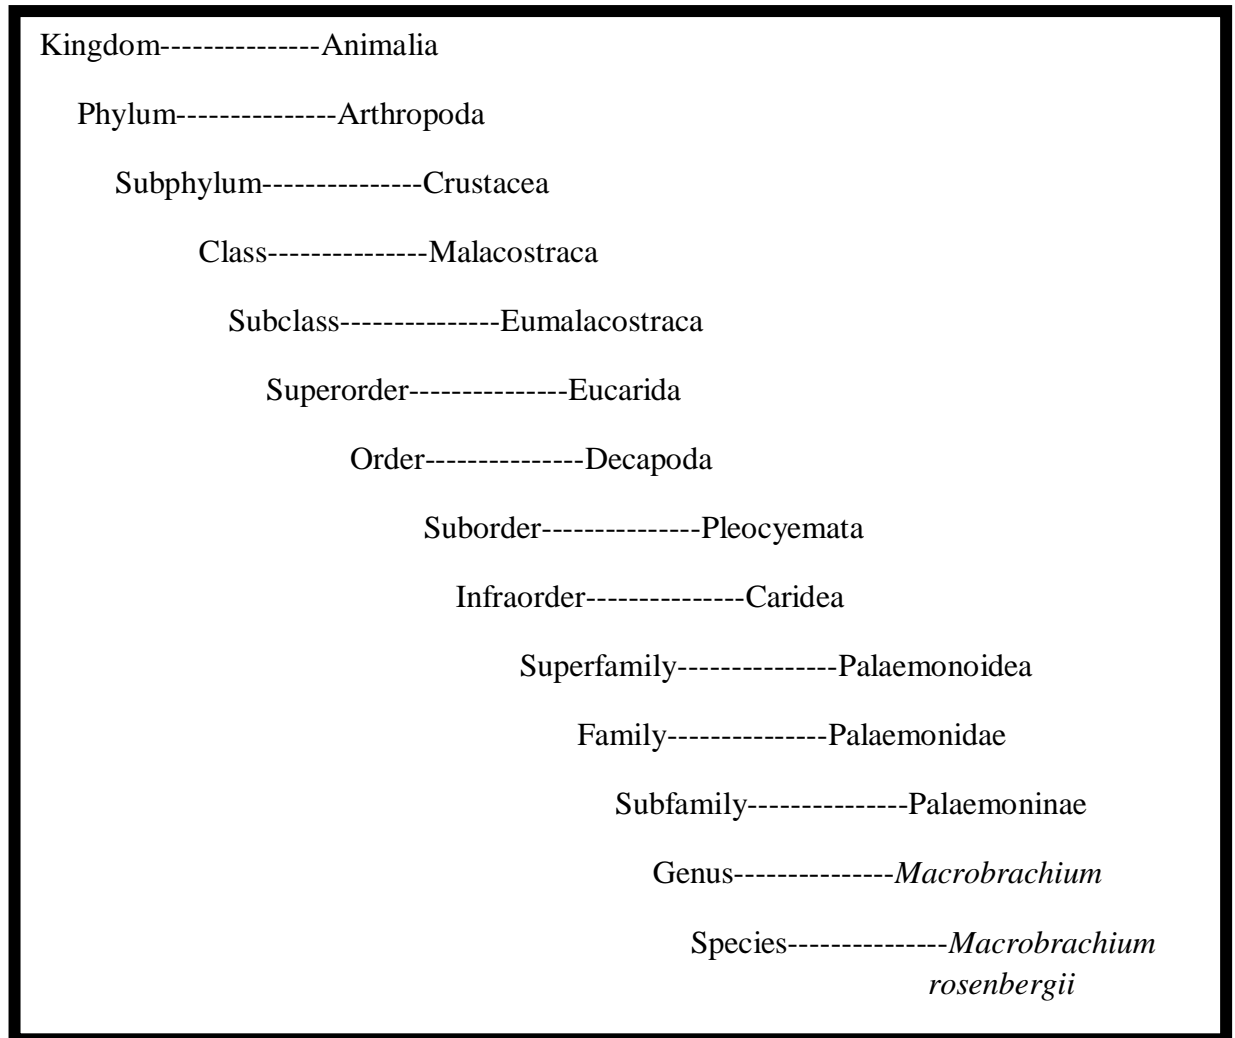 Kingdom---------------Animalia
Phylum---------------Arthropoda
Subphylum---------------Crustacea
Class---------------Malacostraca
Subclass---------------Eumalacostraca
Superorder---------------Eucarida
Order---------------Decapoda
Suborder---------------Pleocyemata
Infraorder---------------Caridea
Superfamily---------------Palaemonoidea
Family---------------Palaemonidae
Subfamily---------------Palaemoninae
Genus---------------Macrobrachium
Species---------------Macrobrachium
rosenbergii